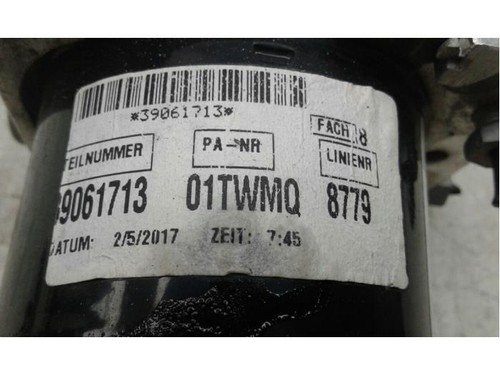 *39061713*
TEILNUMMER PA-NR FACH 8
LINIENR
39061713 01TWMQ 8779
DATUM: 2/5/2017 ZEIT: 7:45